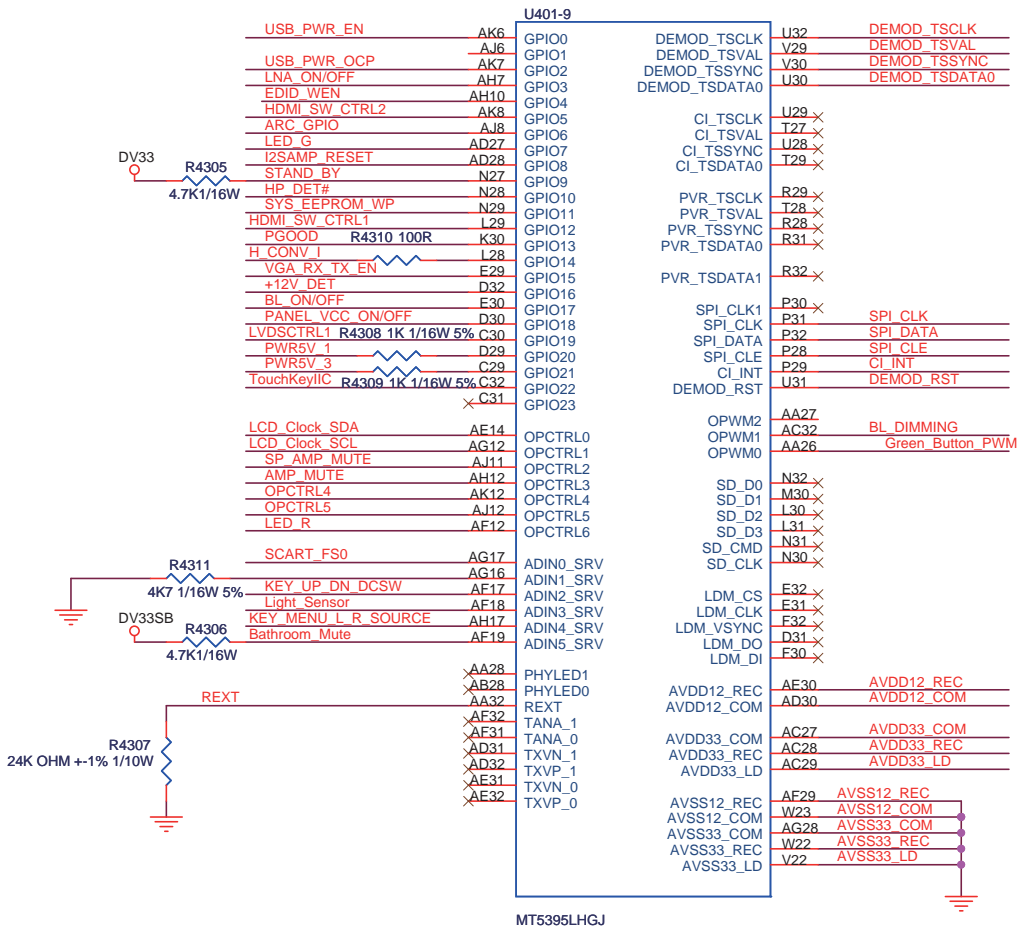 U401-9
USB_PWR_EN AK6 GPIO0 DEMOD_TSCLK U32 DEMOD_TSCLK
AJ6 GPIO1 DEMOD_TSVAL V29 DEMOD_TSVAL
USB_PWR_OCP AK7 GPIO2 DEMOD_TSSYNC V30 DEMOD_TSSYNC
LNA_ON/OFF AH7 GPIO3 DEMOD_TSDATA0 U30 DEMOD_TSDATA0
EDID_WEN AH10 GPIO4
HDMI_SW_CTRL2 AK8 GPIO5 CI_TSCLK U29
ARC_GPIO AJ8 GPIO6 CI_TSVAL T27
LED_G AD27 GPIO7 CI_TSSYNC U28
I2SAMP_RESET AD28 GPIO8 CI_TSDATA0 T29
DV33 R4305 4.7K1/16W STAND_BY N27 GPIO9
HP_DET# N28 GPIO10 PVR_TSCLK R29
SYS_EEPROM_WP N29 GPIO11 PVR_TSVAL T28
HDMI_SW_CTRL1 L29 GPIO12 PVR_TSSYNC R28
PGOOD K30 GPIO13 PVR_TSDATA0 R31
H_CONV_I R4310 100R L28 GPIO14
VGA_RX_TX_EN E29 GPIO15 PVR_TSDATA1 R32
+12V_DET D32 GPIO16
BL_ON/OFF E30 GPIO17 SPI_CLK1 P30
PANEL_VCC_ON/OFF D30 GPIO18 SPI_CLK P31 SPI_CLK
LVDSCTRL1 C30 GPIO19 SPI_DATA P32 SPI_DATA
PWR5V_1 R4308 1K 1/16W 5% D29 GPIO20 SPI_CLE P28 SPI_CLE
PWR5V_3 R4309 1K 1/16W 5% C29 GPIO21 CI_INT P29 CI_INT
TouchKeyIIC C32 GPIO22 DEMOD_RST U31 DEMOD_RST
C31 GPIO23
OPWM2 AA27
LCD_Clock_SDA AE14 OPCTRL0 OPWM1 AC32 BL_DIMMING
LCD_Clock_SCL AG12 OPCTRL1 OPWM0 AA26 Green_Button_PWM
SP_AMP_MUTE AJ11 OPCTRL2
AMP_MUTE AH12 OPCTRL3 SD_D0 N32
OPCTRL4 AK12 OPCTRL4 SD_D1 M30
OPCTRL5 AJ12 OPCTRL5 SD_D2 L30
LED_R AF12 OPCTRL6 SD_D3 L31
SD_CMD N31
SCART_FS0 AG17 ADIN0_SRV SD_CLK N30
R4311 4K7 1/16W 5% AG16 ADIN1_SRV
KEY_UP_DN_DCSW AF17 ADIN2_SRV LDM_CS E32
Light_Sensor AF18 ADIN3_SRV LDM_CLK E31
KEY_MENU_L_R_SOURCE AH17 ADIN4_SRV LDM_VSYNC F32
DV33SB R4306 4.7K1/16W Bathroom_Mute AF19 ADIN5_SRV LDM_DO D31
LDM_DI F30
AA28 PHYLED1
AB28 PHYLED0 AVDD12_REC AE30 AVDD12_REC
REXT AA32 REXT AVDD12_COM AD30 AVDD12_COM
AF32 TANA_1
AF31 TANA_0 AVDD33_COM AC27 AVDD33_COM
R4307 24K OHM +-1% 1/10W AD31 TXVN_1 AVDD33_REC AC28 AVDD33_REC
AD32 TXVP_1 AVDD33_LD AC29 AVDD33_LD
AE31 TXVN_0
AE32 TXVP_0 AVSS12_REC AF29 AVSS12_REC
AVSS12_COM W23 AVSS12_COM
AVSS33_COM AG28 AVSS33_COM
AVSS33_REC W22 AVSS33_REC
AVSS33_LD V22 AVSS33_LD
MT5395LHGJ